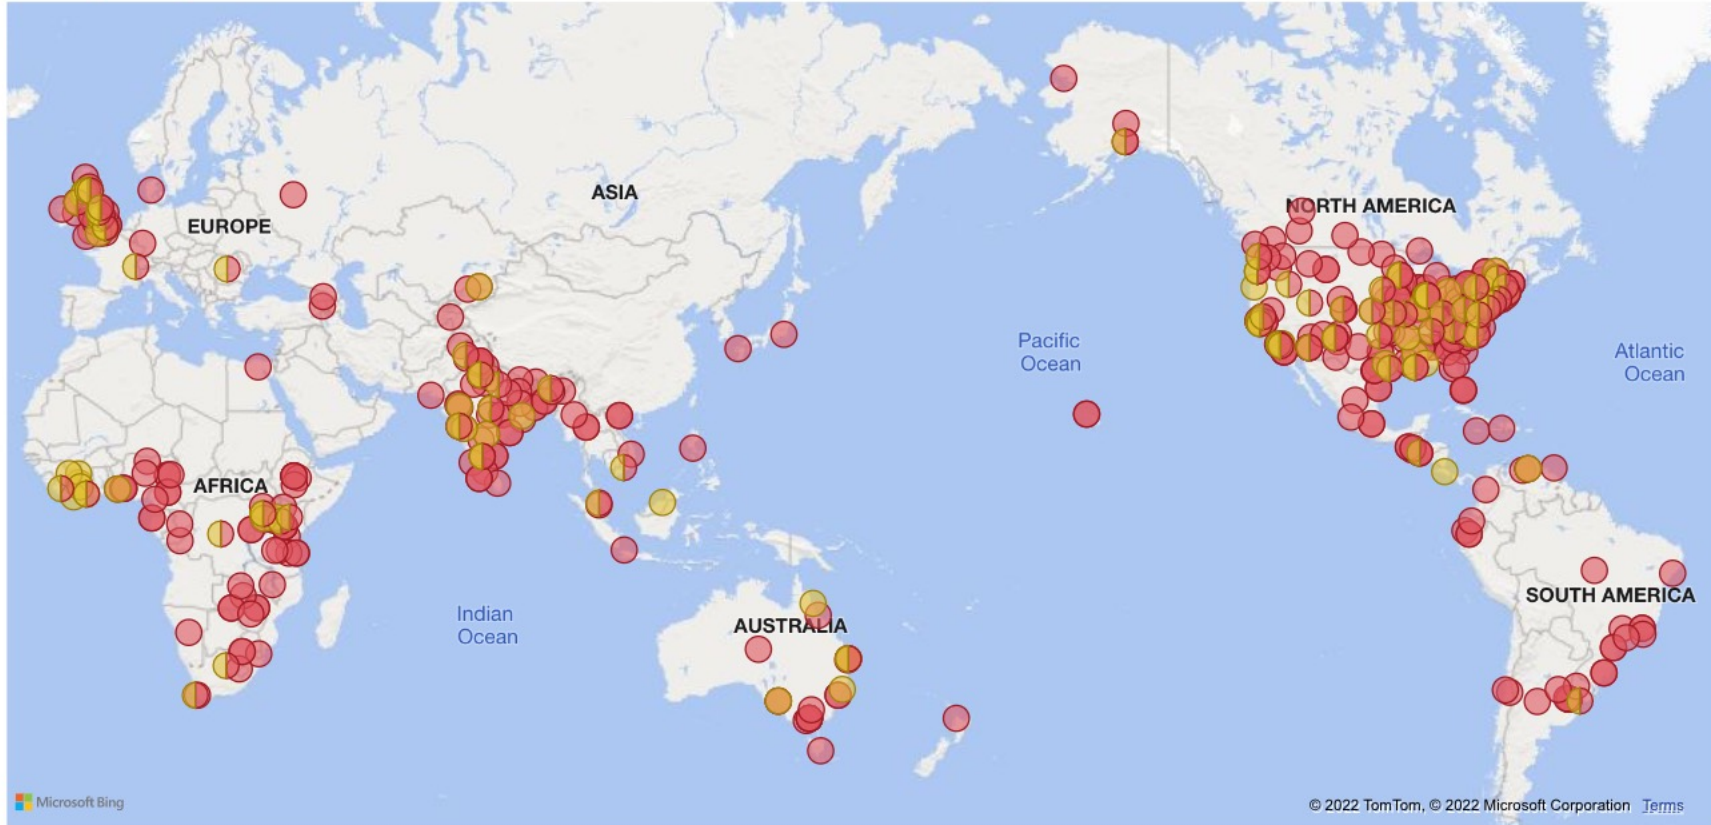 ASIA
NORTH AMERICA
EUROPE
Pacific
Ocean
Atlantic
Ocean
AFRICA
SOUTH AMERICA
Indian
Ocean
AUSTRALIA
Microsoft Bing
© 2022 TomTom, © 2022 Microsoft Corporation Terms